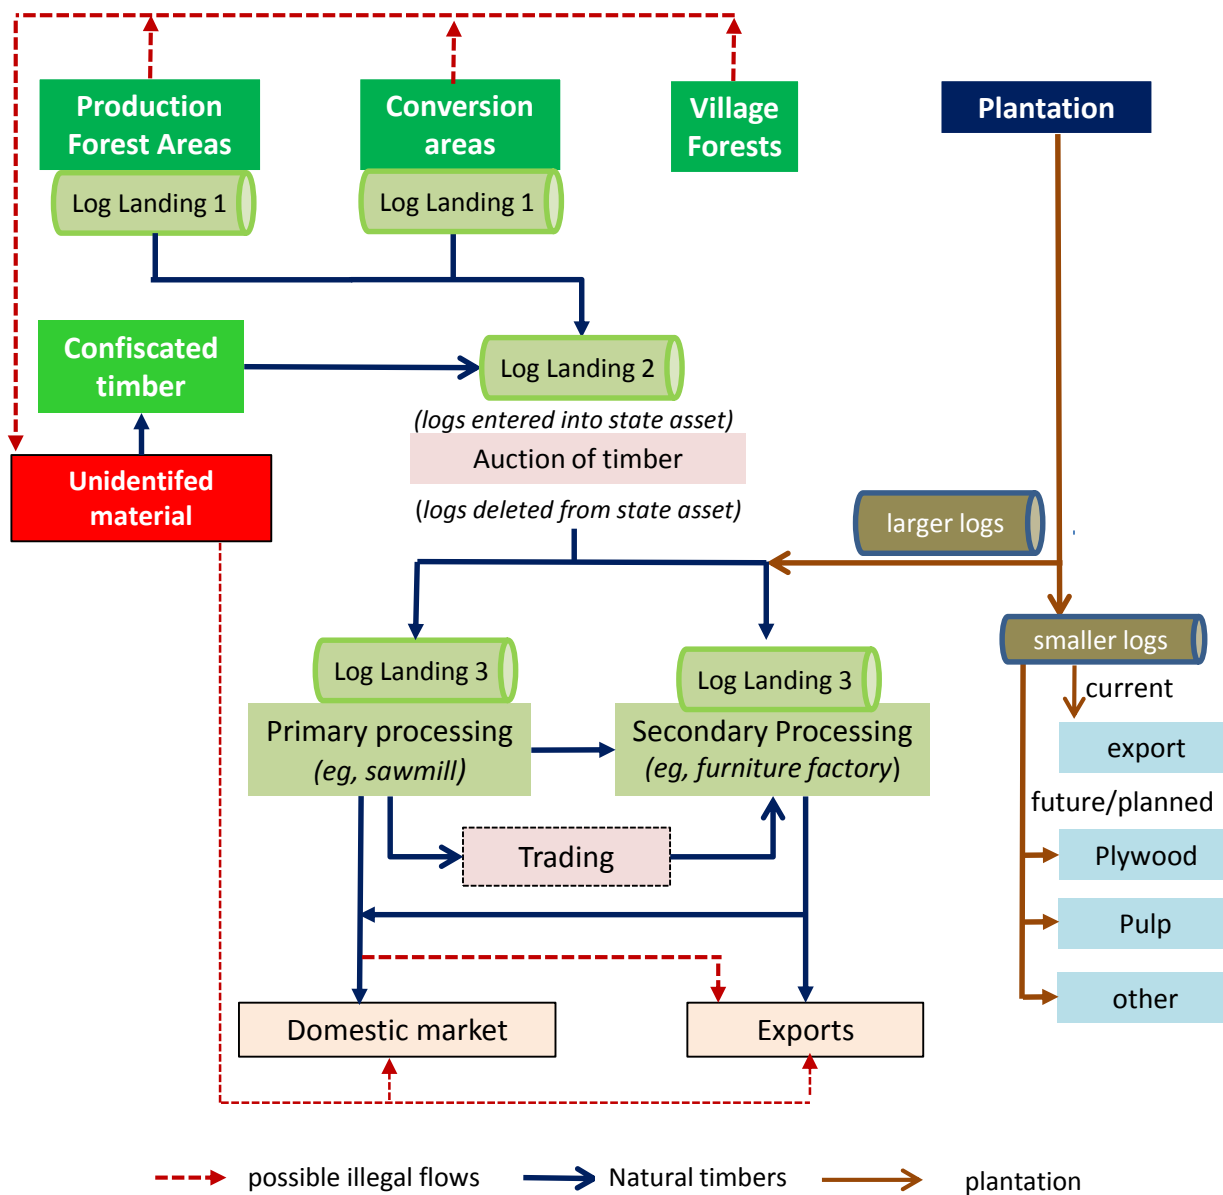 Production
Forest Areas
Conversion
areas
Village
Forests
Plantation
Log Landing 1
Log Landing 1
Confiscated
timber
Log Landing 2
(logs entered into state asset)
Auction of timber
(logs deleted from state asset)
Unidentifed
material
larger logs
smaller logs
current
export
future/planned
Plywood
Pulp
other
Log Landing 3
Primary processing
(eg, sawmill)
Log Landing 3
Secondary Processing
(eg, furniture factory)
Trading
Domestic market
Exports
possible illegal flows
Natural timbers
plantation